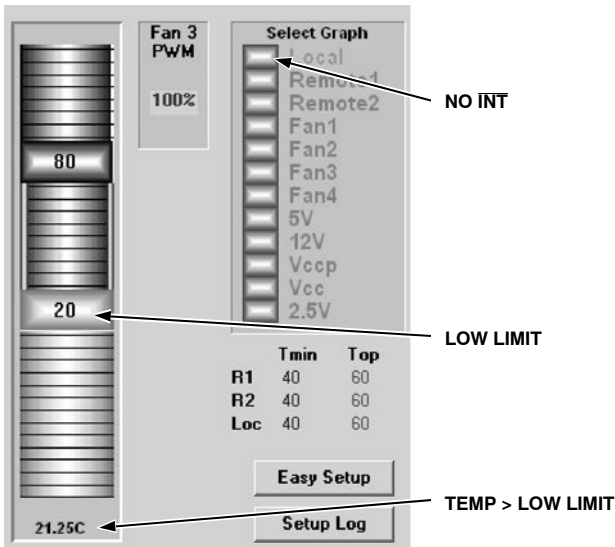 Fan 3
PWM
100%
Select Graph
Local
Remote1
Remote2
Fan1
Fan2
Fan3
Fan4
5V
12V
Vccp
Vcc
2.5V
NO INT
80
20
LOW LIMIT
Tmin Top
R1 40 60
R2 40 60
Loc 40 60
Easy Setup
Setup Log
21.25C
TEMP > LOW LIMIT